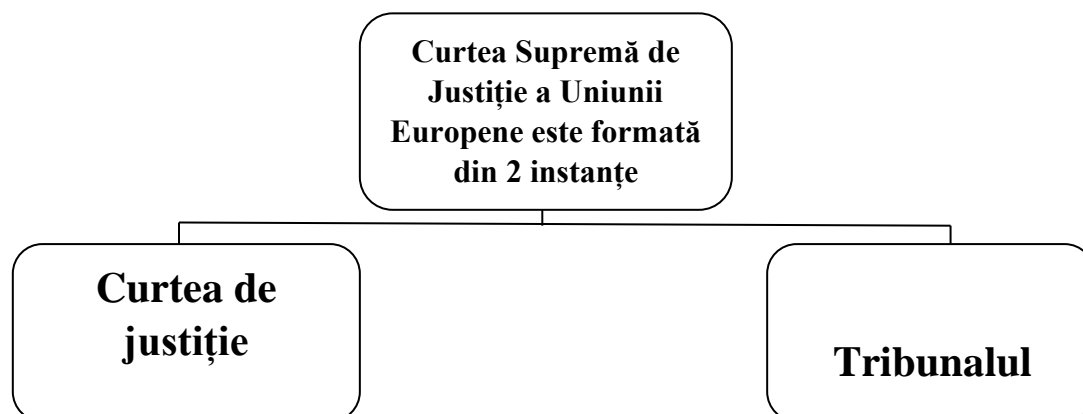 Curtea Supremă de
Justiție a Uniunii
Europene este formată
din 2 instanțe
Curtea de
justiție
Tribunalul